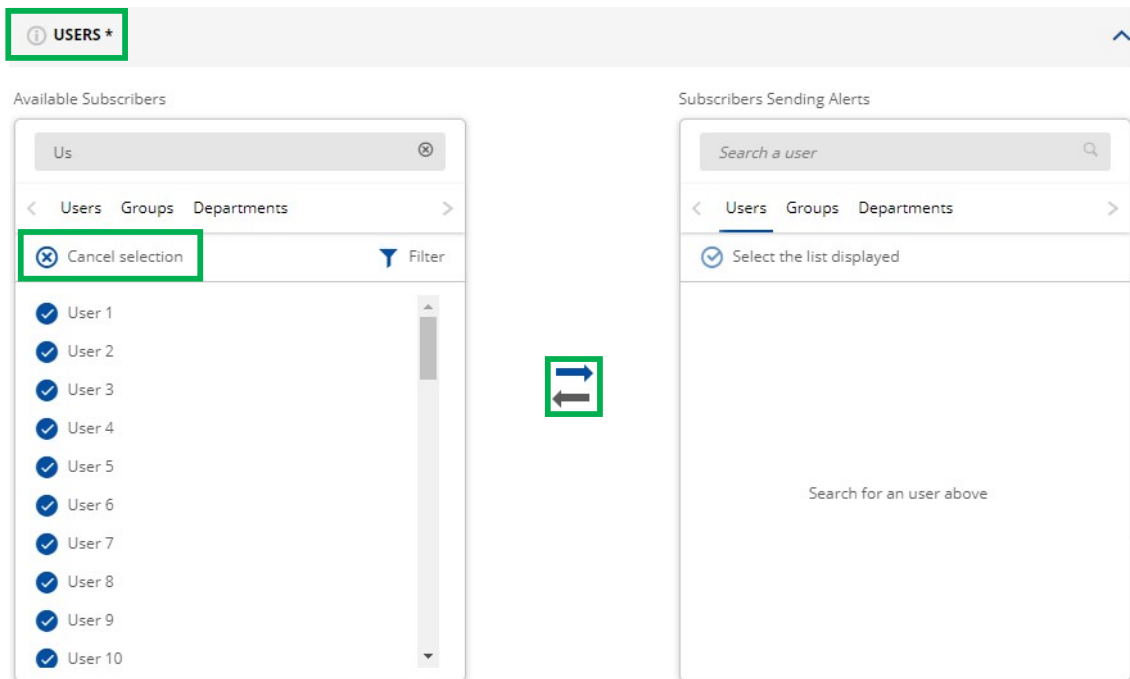 USERS *
Available Subscribers
Us
Users Groups Departments
Cancel selection
Filter
User 1
User 2
User 3
User 4
User 5
User 6
User 7
User 8
User 9
User 10
Subscribers Sending Alerts
Search a user
Users Groups Departments
Select the list displayed
Search for an user above